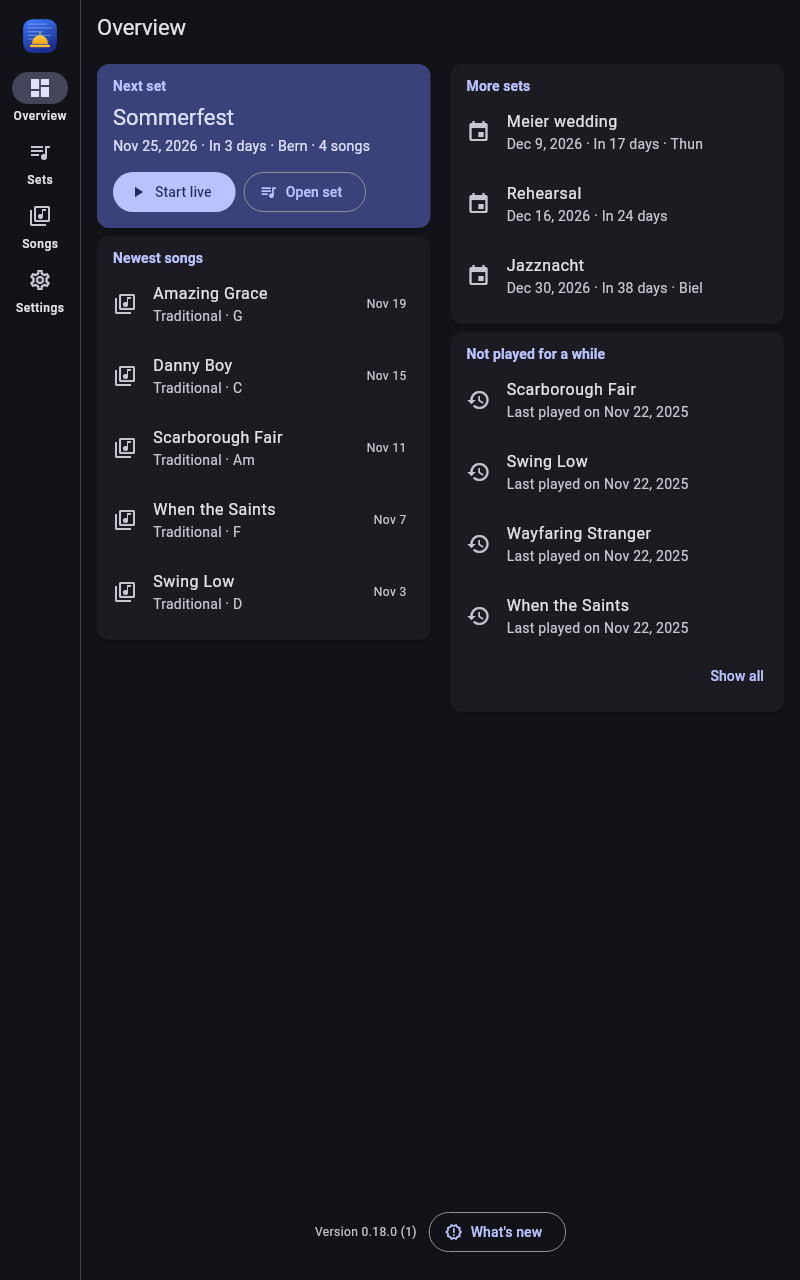 Overview
Overview
Sets
Songs
Settings
Next set
Sommerfest
Nov 25, 2026 · In 3 days · Bern · 4 songs
Start live
Open set
Newest songs
Amazing Grace
Traditional · G
Nov 19
Danny Boy
Traditional · C
Nov 15
Scarborough Fair
Traditional · Am
Nov 11
When the Saints
Traditional · F
Nov 7
Swing Low
Traditional · D
Nov 3
More sets
Meier wedding
Dec 9, 2026 · In 17 days · Thun
Rehearsal
Dec 16, 2026 · In 24 days
Jazznacht
Dec 30, 2026 · In 38 days · Biel
Not played for a while
Scarborough Fair
Last played on Nov 22, 2025
Swing Low
Last played on Nov 22, 2025
Wayfaring Stranger
Last played on Nov 22, 2025
When the Saints
Last played on Nov 22, 2025
Show all
Version 0.18.0 (1)
What's new